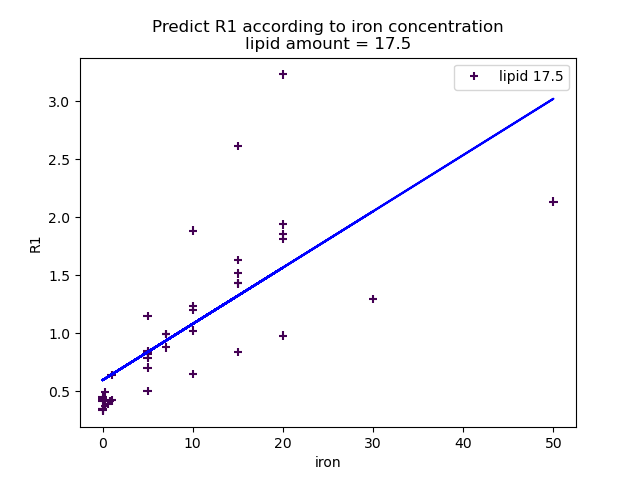 Predict R1 according to iron concentration
lipid amount = 17.5
lipid 17.5
3.0
2.5
2.0
1.5
1.0
0.5
R1
0 10 20 30 40 50
iron